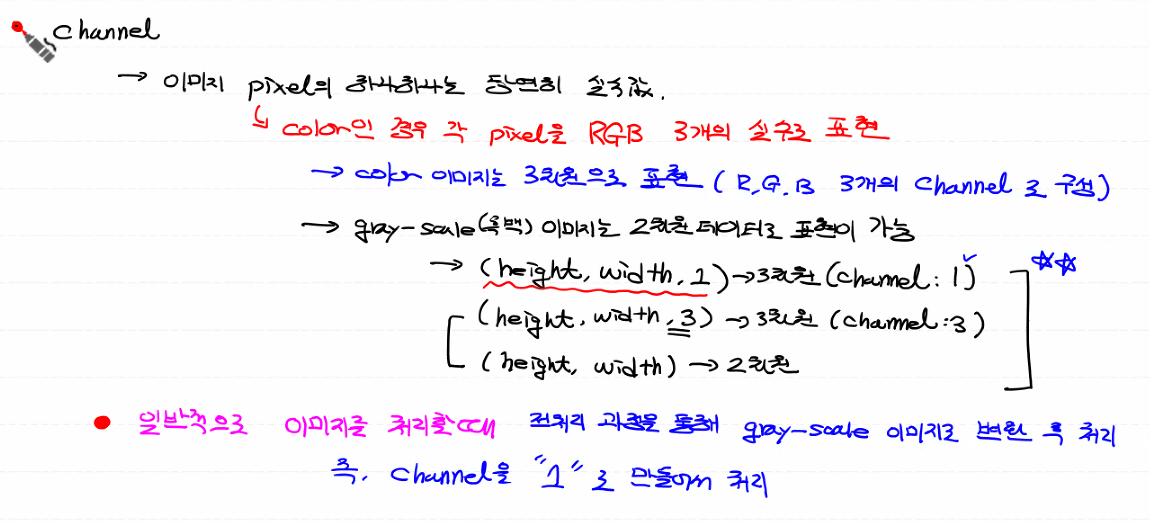 channel
→ 이미지 pixel의 하나하나는 당연히 실수값.
↳ color인 경우 각 pixel을 RGB 3개의 실수로 표현
→ color 이미지는 3차원으로 표현 ( R, G, B 3개의 channel로 구성)
→ gray-scale(흑백) 이미지는 2차원 데이터로 표현이 가능
→ (height, width, 1) → 3차원 (channel : 1) ☆☆
(height, width, 3) → 3차원 (channel : 3)
(height, width) → 2차원
● 일반적으로 이미지를 처리할때 전처리 과정을 통해 gray-scale 이미지로 변환 후 처리
즉, channel을 "1" 로 만들어서 처리